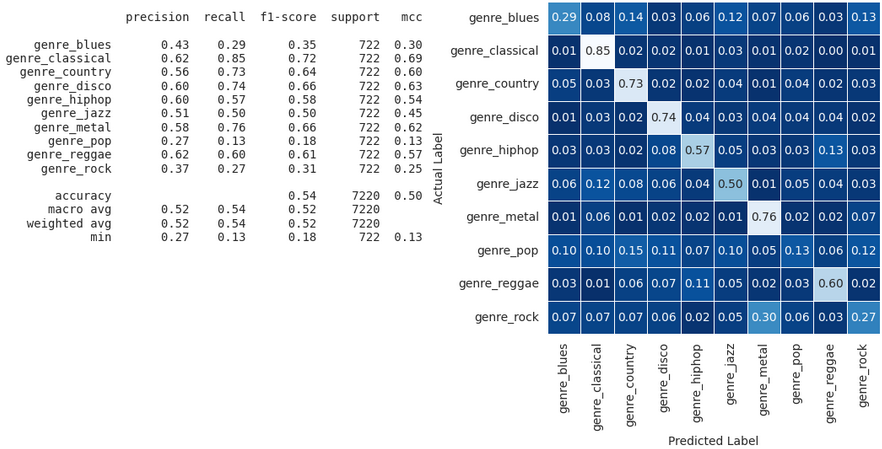 precision recall f1-score support mcc
genre_blues 0.43 0.29 0.35 722 0.30
genre_classical 0.62 0.85 0.72 722 0.69
genre_country 0.56 0.73 0.64 722 0.60
genre_disco 0.60 0.74 0.66 722 0.63
genre_hiphop 0.60 0.57 0.58 722 0.54
genre_jazz 0.51 0.50 0.50 722 0.45
genre_metal 0.58 0.76 0.66 722 0.62
genre_pop 0.27 0.13 0.18 722 0.13
genre_reggae 0.62 0.60 0.61 722 0.57
genre_rock 0.37 0.27 0.31 722 0.25
accuracy 0.54 7220 0.50
macro avg 0.52 0.54 0.52 7220
weighted avg 0.52 0.54 0.52 7220
min 0.27 0.13 0.18 722 0.13
Actual Label
genre_blues 0.29 0.08 0.14 0.03 0.06 0.12 0.07 0.06 0.03 0.13
genre_classical 0.01 0.85 0.02 0.02 0.01 0.03 0.01 0.02 0.00 0.01
genre_country 0.05 0.03 0.73 0.02 0.02 0.04 0.01 0.04 0.02 0.03
genre_disco 0.01 0.03 0.02 0.74 0.04 0.03 0.04 0.04 0.04 0.02
genre_hiphop 0.03 0.03 0.02 0.08 0.57 0.05 0.03 0.03 0.13 0.03
genre_jazz 0.06 0.12 0.08 0.06 0.04 0.50 0.01 0.05 0.04 0.03
genre_metal 0.01 0.06 0.01 0.02 0.02 0.01 0.76 0.02 0.02 0.07
genre_pop 0.10 0.10 0.15 0.11 0.07 0.10 0.05 0.13 0.06 0.12
genre_reggae 0.03 0.01 0.06 0.07 0.11 0.05 0.02 0.03 0.60 0.02
genre_rock 0.07 0.07 0.07 0.06 0.02 0.05 0.30 0.06 0.03 0.27
genre_blues
genre_classical
genre_country
genre_disco
genre_hiphop
genre_jazz
genre_metal
genre_pop
genre_reggae
genre_rock
Predicted Label